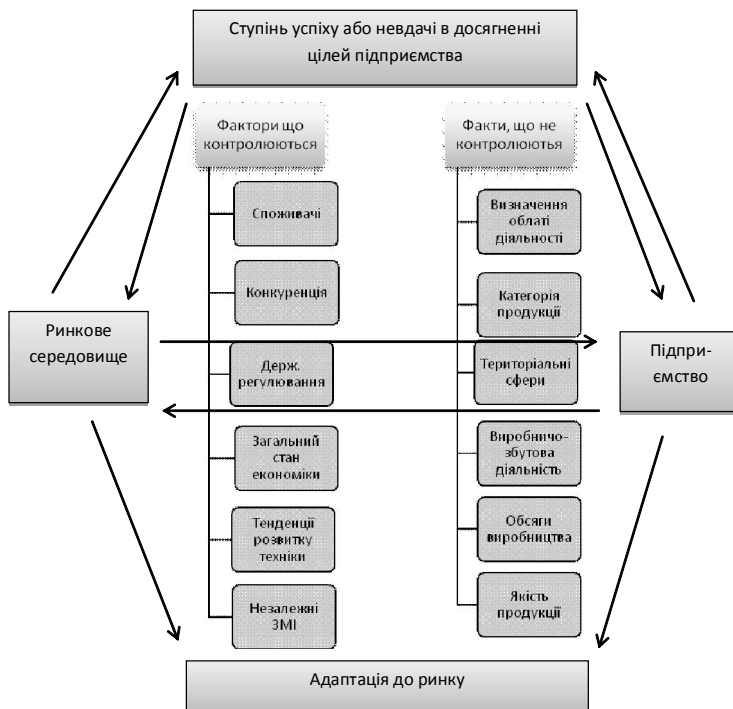 Ступінь успіху або невдачі в досягненні
цілей підприємства
Фактори що
контролюються
Факти, що не
контролютья
Споживачі
Визначення
облаті
діяльності
Конкуренція
Категорія
продукції
Ринкове
середовище
Підпри-
ємство
Держ.
регулювання
Територіальні
сфери
Загальний
стан
економіки
Виробничо-
збутова
діяльність
Тенденції
розвитку
техніки
Обсяги
виробництва
Незалежні
ЗМІ
Якість
продукції
Адаптація до ринку